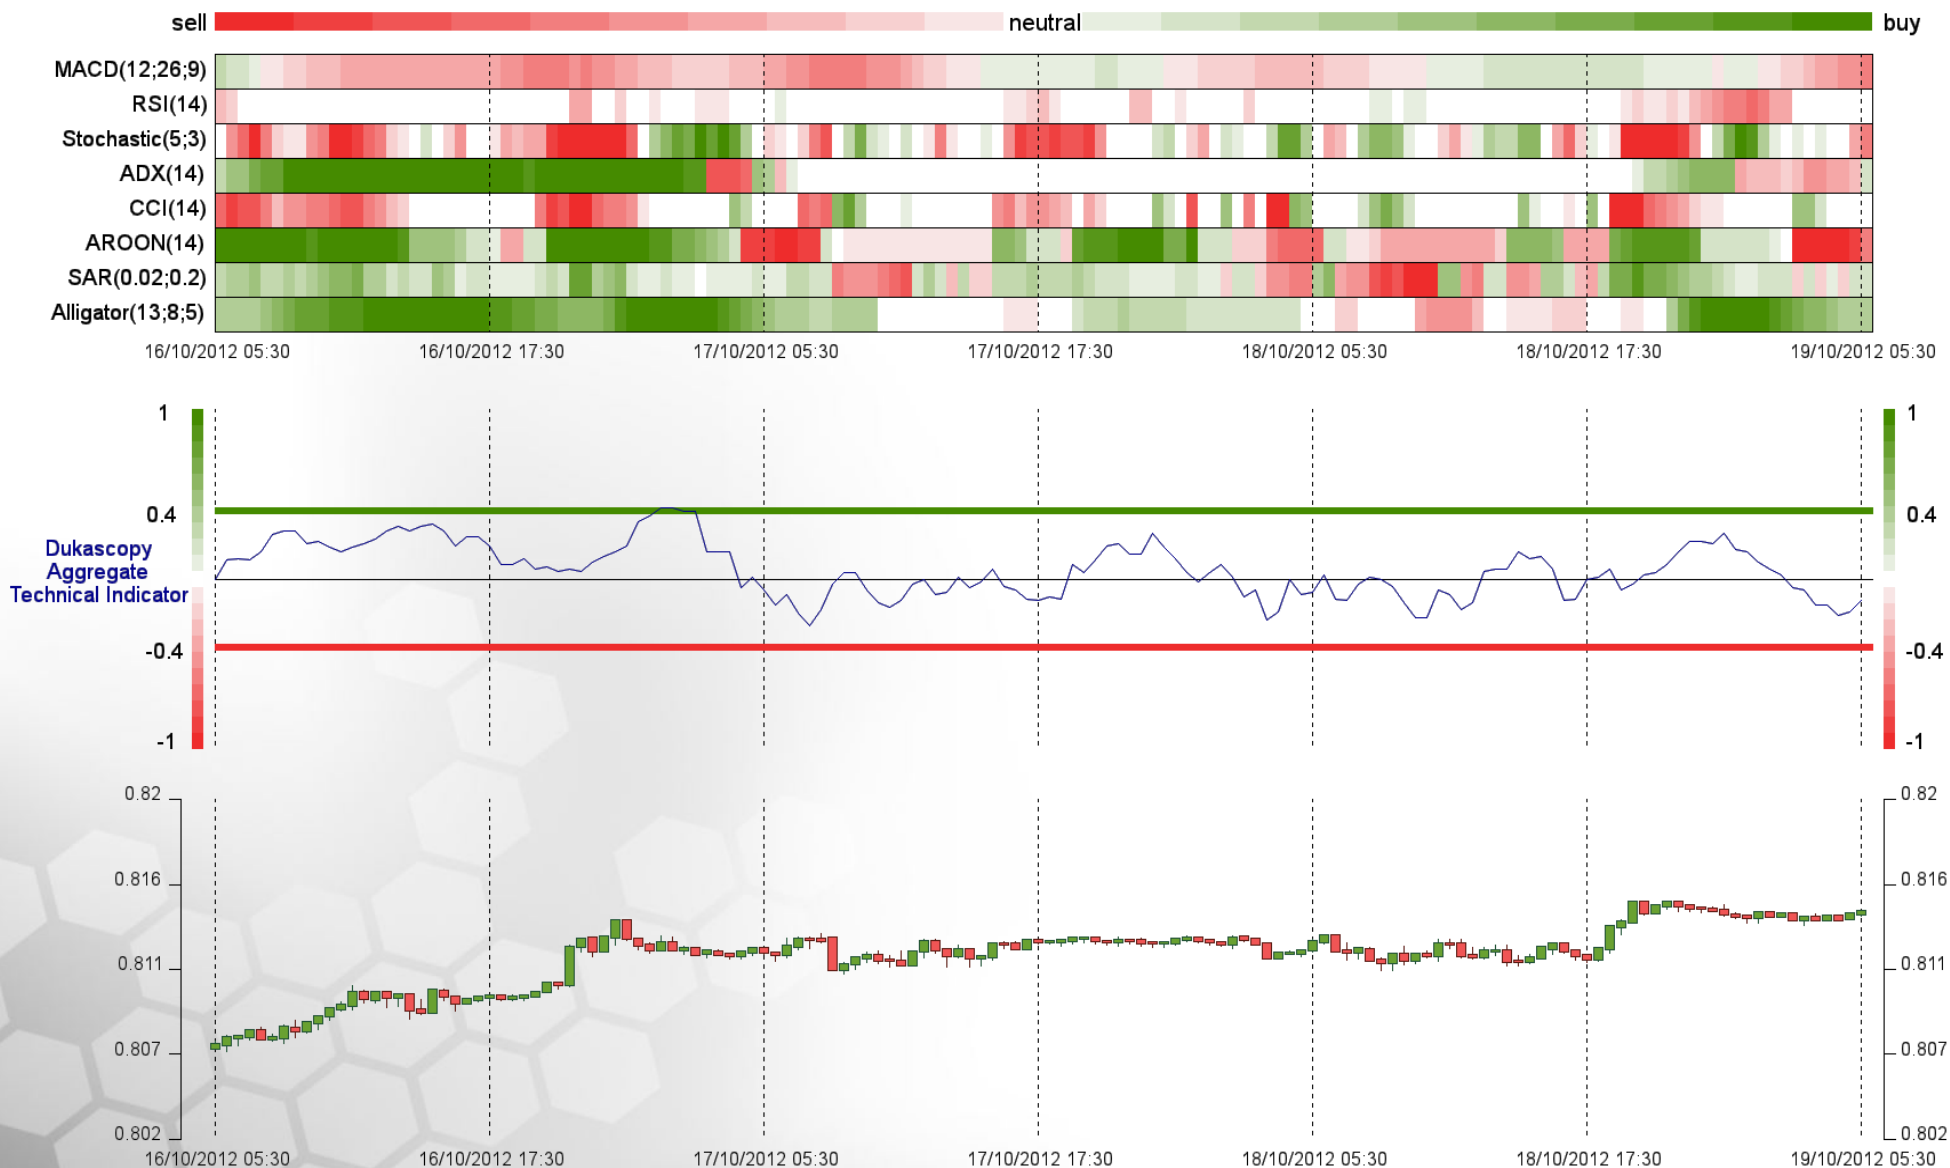 sell neutral buy
MACD(12;26;9)
RSI(14)
Stochastic(5;3)
ADX(14)
CCI(14)
AROON(14)
SAR(0.02;0.2)
Alligator(13;8;5)
16/10/2012 05:30 16/10/2012 17:30 17/10/2012 05:30 17/10/2012 17:30 18/10/2012 05:30 18/10/2012 17:30 19/10/2012 05:30
1 1
0.4 0.4
Dukascopy
Aggregate
Technical Indicator
-0.4 -0.4
-1 -1
0.82 0.82
0.816 0.816
0.811 0.811
0.807 0.807
0.802 0.802
16/10/2012 05:30 16/10/2012 17:30 17/10/2012 05:30 17/10/2012 17:30 18/10/2012 05:30 18/10/2012 17:30 19/10/2012 05:30